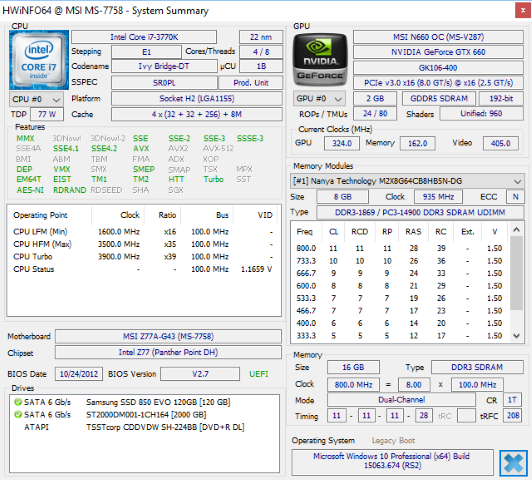 HWiNFO64 @ MSI MS-7758 - System Summary
CPU
intel inside
CORE i7
Intel Core i7-3770K 22 nm
Stepping E1 Cores/Threads 4 / 8
Codename Ivy Bridge-DT µCU 1B
SSPEC SR0PL Prod. Unit
CPU #0 Platform Socket H2 (LGA1155)
TDP 77 W Cache 4 x (32 + 32 + 256) + 8M
Features
MMX 3DNow! 3DNow!-2 SSE SSE-2 SSE-3 SSSE-3
SSE4A SSE4.1 SSE4.2 AVX AVX2 AVX-512
BMI ABM TBM FMA ADX XOP
DEP VMX SMX SMEP SMAP TSX MPX
EM64T EIST TM1 TM2 HTT Turbo SST
AES-NI RDRAND RDSEED SHA SGX
Operating Point Clock Ratio Bus VID
CPU LFM (Min) 1600.0 MHz x16 100.0 MHz -
CPU HFM (Max) 3500.0 MHz x35 100.0 MHz -
CPU Turbo 3900.0 MHz x39 100.0 MHz -
CPU Status - - 100.0 MHz 1.1659 V
Motherboard MSI Z77A-G43 (MS-7758)
Chipset Intel Z77 (Panther Point DH)
BIOS Date 10/24/2012 BIOS Version V2.7 UEFI
Drives
SATA 6 Gb/s Samsung SSD 850 EVO 120GB [120 GB]
SATA 6 Gb/s ST2000DM001-1CH164 [2000 GB]
ATAPI TSSTcorp CDDVDW SH-224BB [DVD+R DL]
GPU
NVIDIA
GEFORCE
MSI N660 OC (MS-V287)
NVIDIA GeForce GTX 660
GK106-400
PCIe v3.0 x16 (8.0 GT/s) @ x16 (2.5 GT/s)
GPU #0 2 GB GDDR5 SDRAM 192-bit
ROPs / TMUs 24 / 80 Shaders Unified: 960
Current Clocks (MHz)
GPU 324.0 Memory 162.0 Video 405.0
Memory Modules
[#1] Nanya Technology M2X8G64CB8HB5N-DG
Size 8 GB Clock 935 MHz ECC N
Type DDR3-1869 / PC3-14900 DDR3 SDRAM UDIMM
Freq CL RCD RP RAS RC Ext. V
800.0 11 11 11 28 39 - 1.50
733.3 10 10 10 26 36 - 1.50
666.7 9 9 9 24 33 - 1.50
600.0 8 8 8 21 29 - 1.50
533.3 7 7 7 19 26 - 1.50
466.7 7 7 7 17 23 - 1.50
400.0 6 6 6 14 20 - 1.50
333.3 5 5 5 12 17 - 1.50
Memory
Size 16 GB Type DDR3 SDRAM
Clock 800.0 MHz = 8.00 x 100.0 MHz
Mode Dual-Channel CR 1T
Timing 11 - 11 - 11 - 28 tRC tRFC 208
Operating System Legacy Boot
Microsoft Windows 10 Professional (x64) Build
15063.674 (RS2)